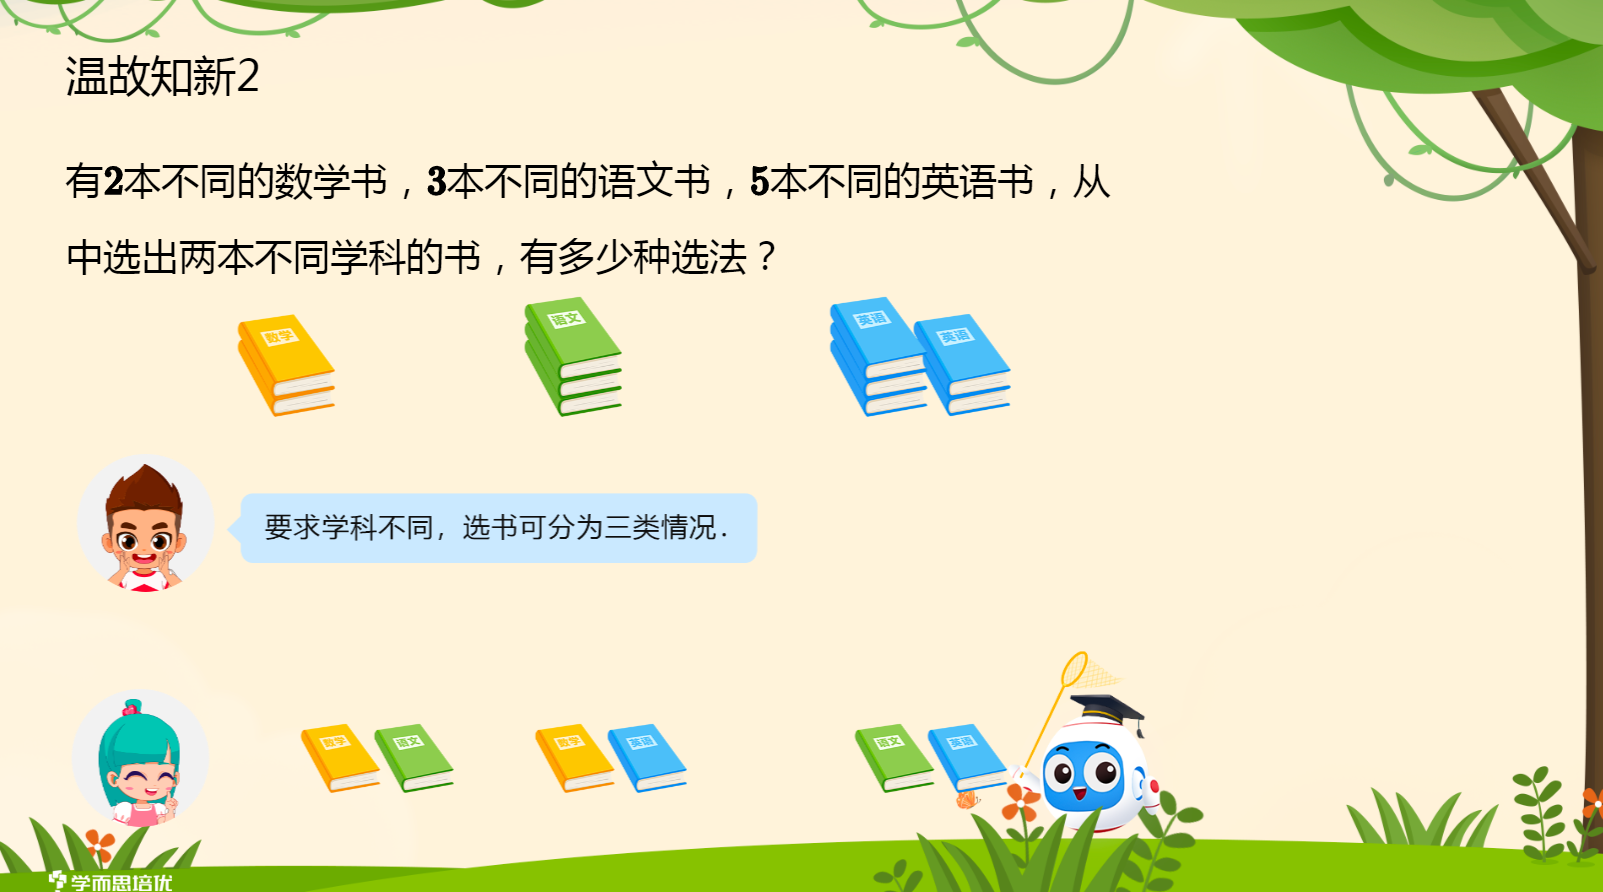 温故知新2
有2本不同的数学书，3本不同的语文书，5本不同的英语书，从
中选出两本不同学科的书，有多少种选法？
数学
语文
英语
英语
要求学科不同，选书可分为三类情况．
数学
语文
数学
英语
语文
英语
学而思培优